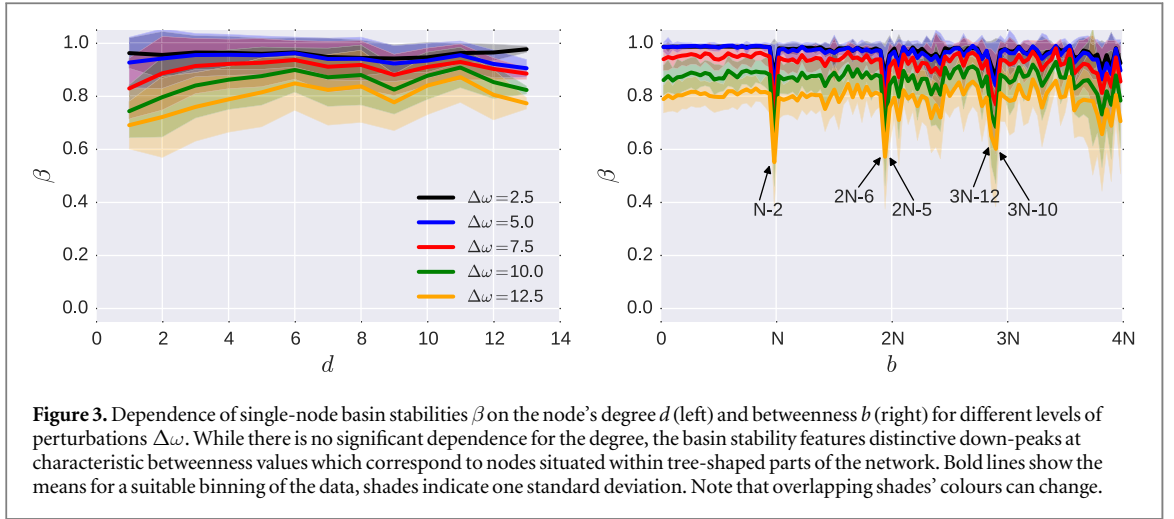 1.0
0.8
0.6
0.4
0.2
0.0
β
0 2 4 6 8 10 12 14
d
Δω=2.5
Δω=5.0
Δω=7.5
Δω=10.0
Δω=12.5
1.0
0.8
0.6
0.4
0.2
0.0
β
N-2
2N-6
2N-5
3N-12
3N-10
0 N 2N 3N 4N
b
Figure 3. Dependence of single-node basin stabilities β on the node's degree d (left) and betweenness b (right) for different levels of
perturbations Δω. While there is no significant dependence for the degree, the basin stability features distinctive down-peaks at
characteristic betweenness values which correspond to nodes situated within tree-shaped parts of the network. Bold lines show the
means for a suitable binning of the data, shades indicate one standard deviation. Note that overlapping shades' colours can change.